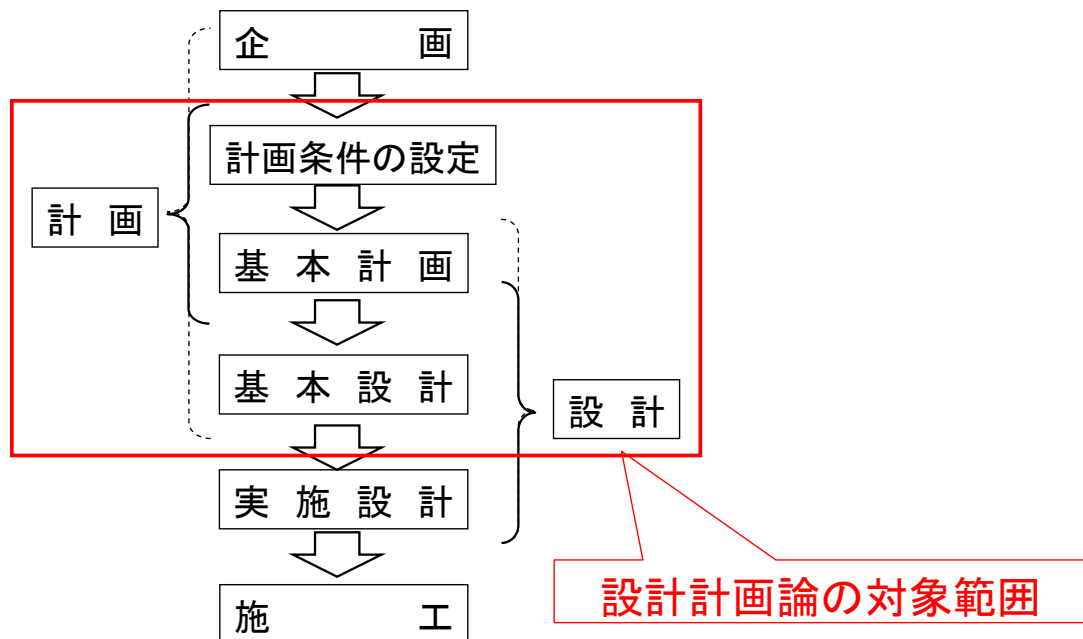 企画
計画条件の設定
計画
基本計画
基本設計
設計
実施設計
設計計画論の対象範囲
施工